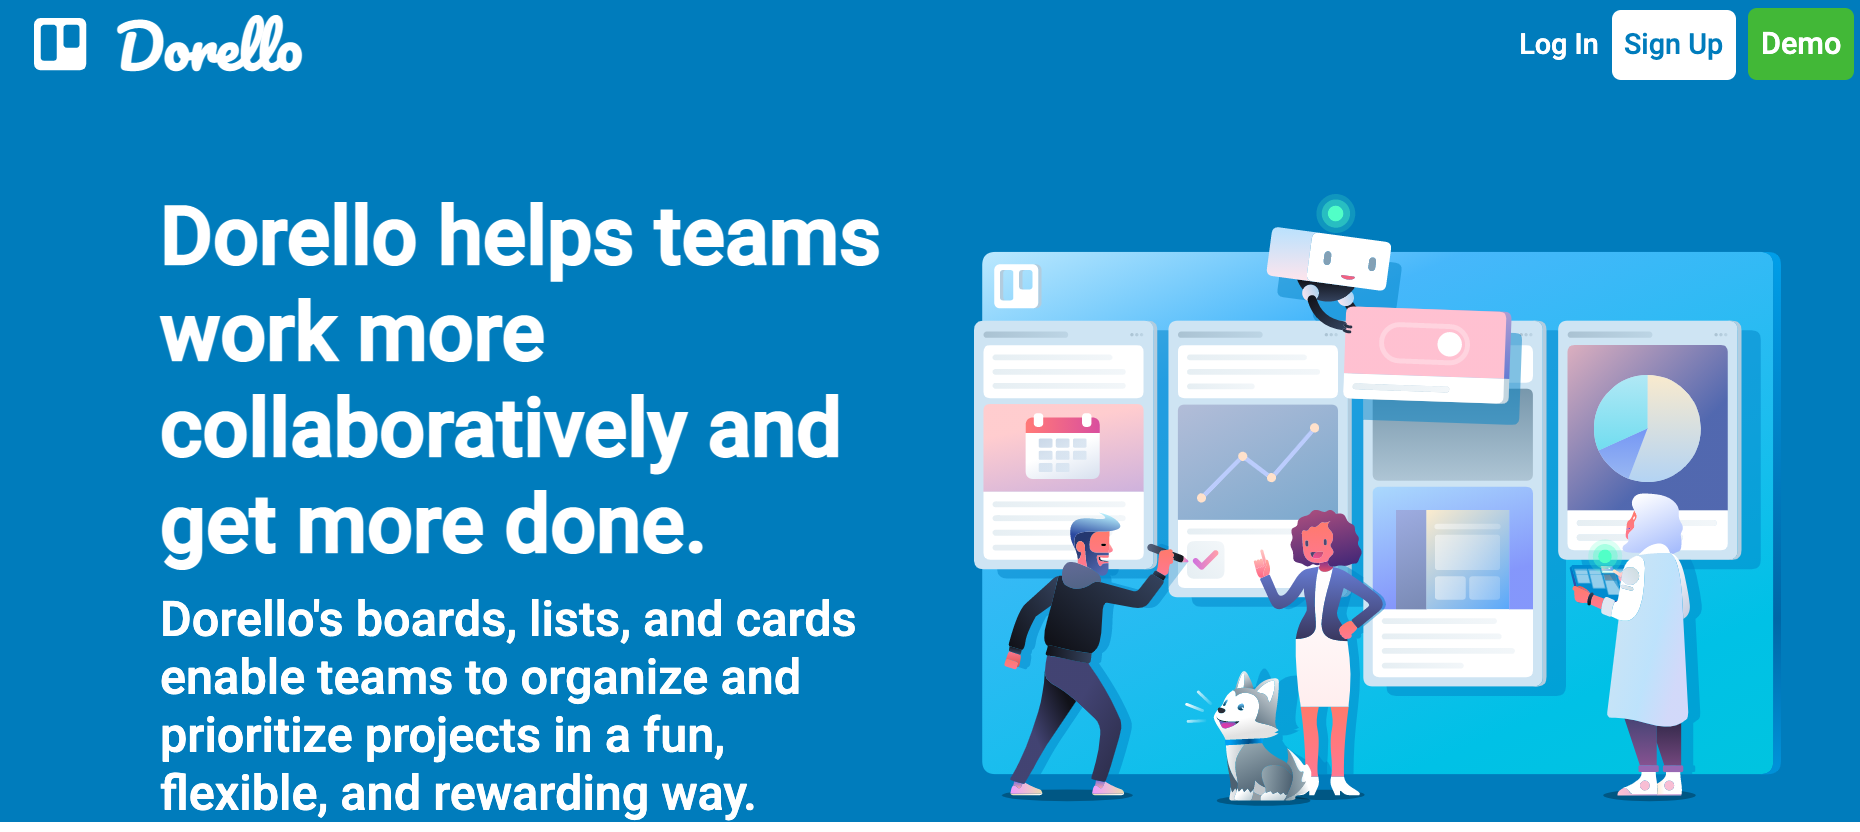 Dorello
Log In
Sign Up
Demo
Dorello helps teams
work more
collaboratively and
get more done.
Dorello's boards, lists, and cards
enable teams to organize and
prioritize projects in a fun,
flexible, and rewarding way.